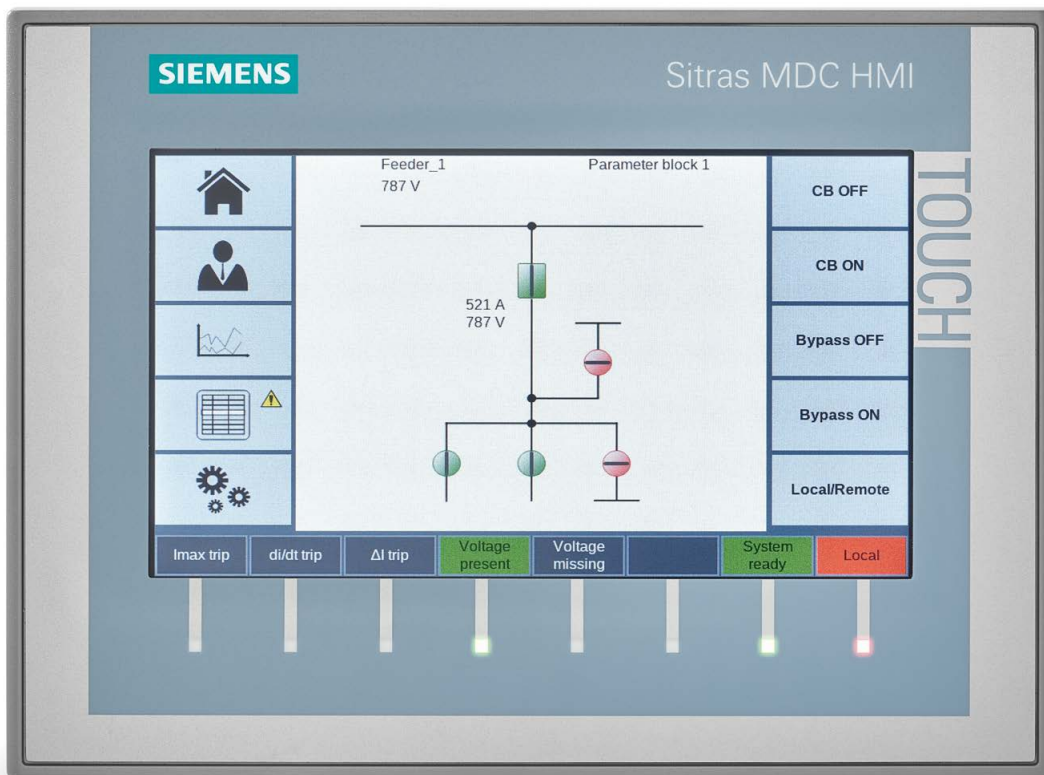 SIEMENS
Sitras MDC HMI
TOUCH
Feeder_1
787 V
Parameter block 1
521 A
787 V
CB OFF
CB ON
Bypass OFF
Bypass ON
Local/Remote
Imax trip
di/dt trip
ΔI trip
Voltage
present
Voltage
missing
System
ready
Local